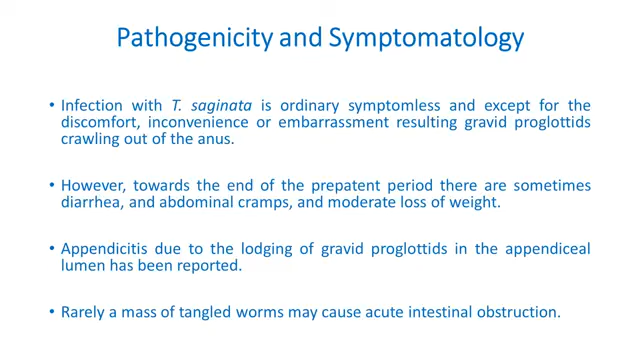 Pathogenicity and Symptomatology
• Infection with T. saginata is ordinary symptomless and except for the
discomfort, inconvenience or embarrassment resulting gravid proglottids
crawling out of the anus.
• However, towards the end of the prepatent period there are sometimes
diarrhea, and abdominal cramps, and moderate loss of weight.
• Appendicitis due to the lodging of gravid proglottids in the appendiceal
lumen has been reported.
• Rarely a mass of tangled worms may cause acute intestinal obstruction.